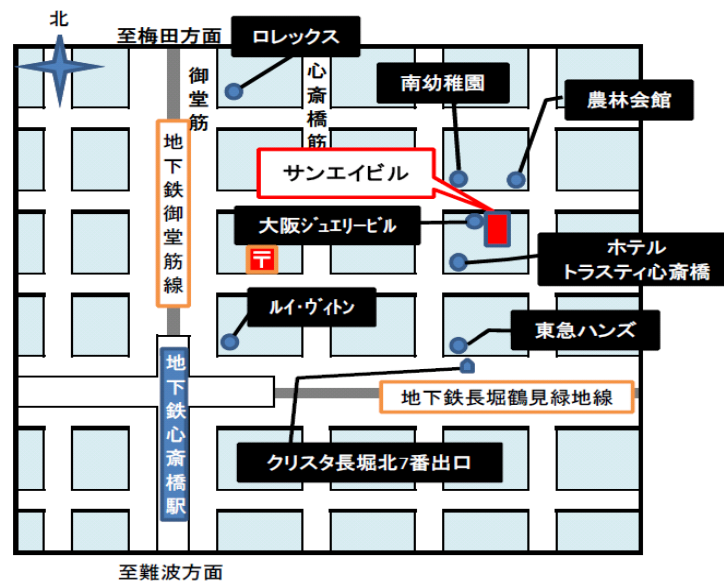 北
至梅田方面
ロレックス
御堂筋
心斎橋筋
南幼稚園
農林会館
地下鉄御堂筋線
サンエイビル
大阪ジュエリービル
〒
ホテル
トラスティ心斎橋
ルイ・ヴィトン
東急ハンズ
地下鉄心斎橋駅
地下鉄長堀鶴見緑地線
クリスタ長堀北7番出口
至難波方面